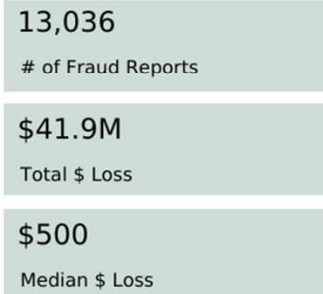 13,036
# of Fraud Reports
$41.9M
Total $ Loss
$500
Median $ Loss